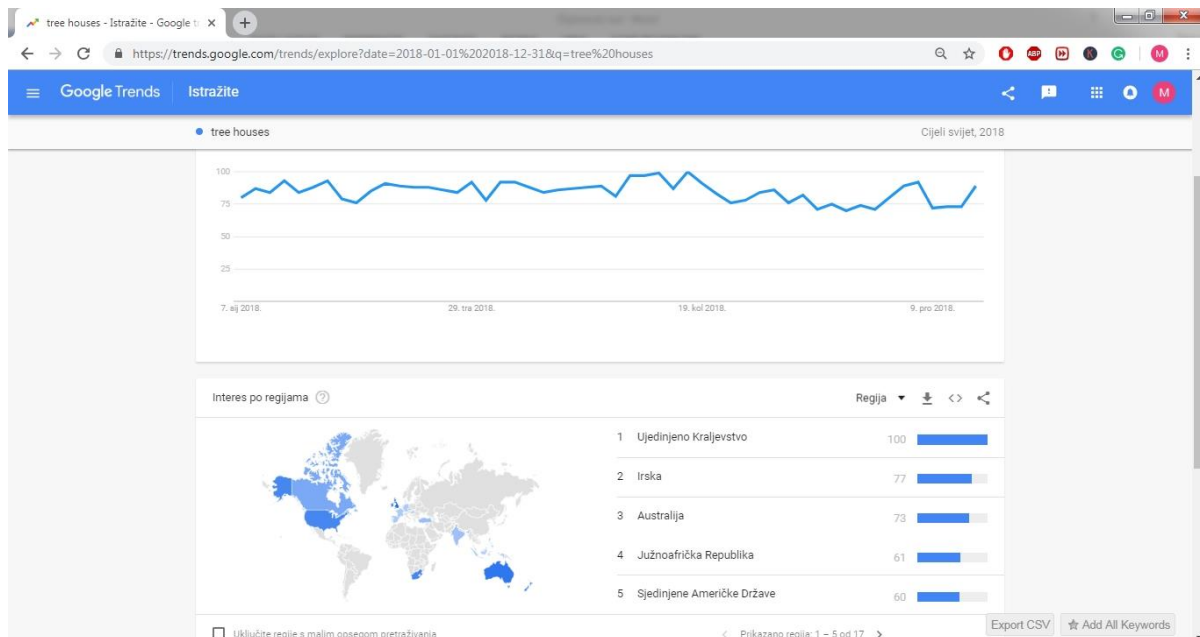 tree houses - Istražite - Google t
https://trends.google.com/trends/explore?date=2018-01-01%202018-12-31&q=tree%20houses
ABP
K
G
M
Google Trends Istražite
M
tree houses Cijeli svijet, 2018
100
75
50
25
7. sij 2018. 29. tra 2018. 19. kol 2018. 9. pro 2018.
Interes po regijama ? Regija
1 Ujedinjeno Kraljevstvo 100
2 Irska 77
3 Australija 73
4 Južnoafrička Republika 61
5 Sjedinjene Američke Države 60
Export CSV Add All Keywords
Uključite regije s malim opsegom pretraživanja Prikazano regija: 1 – 5 od 17